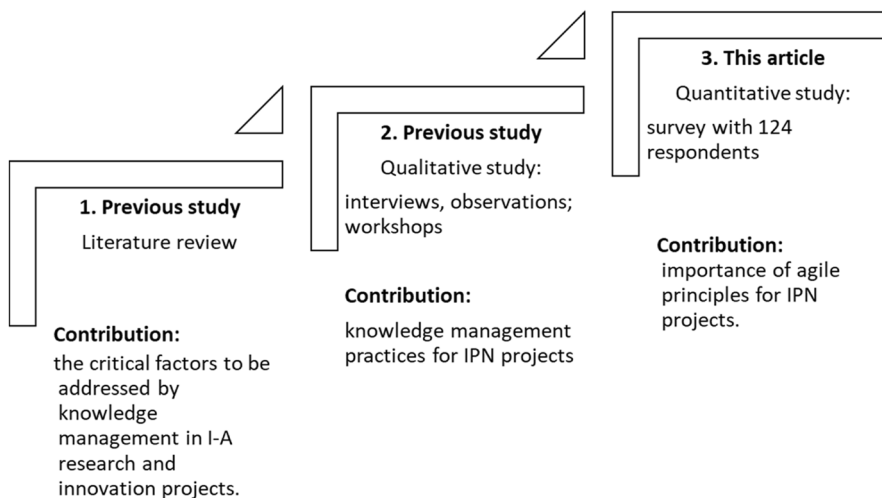 1. Previous study
Literature review
Contribution:
the critical factors to be
addressed by
knowledge
management in I-A
research and
innovation projects.
2. Previous study
Qualitative study:
interviews, observations;
workshops
Contribution:
knowledge management
practices for IPN projects
3. This article
Quantitative study:
survey with 124
respondents
Contribution:
importance of agile
principles for IPN
projects.